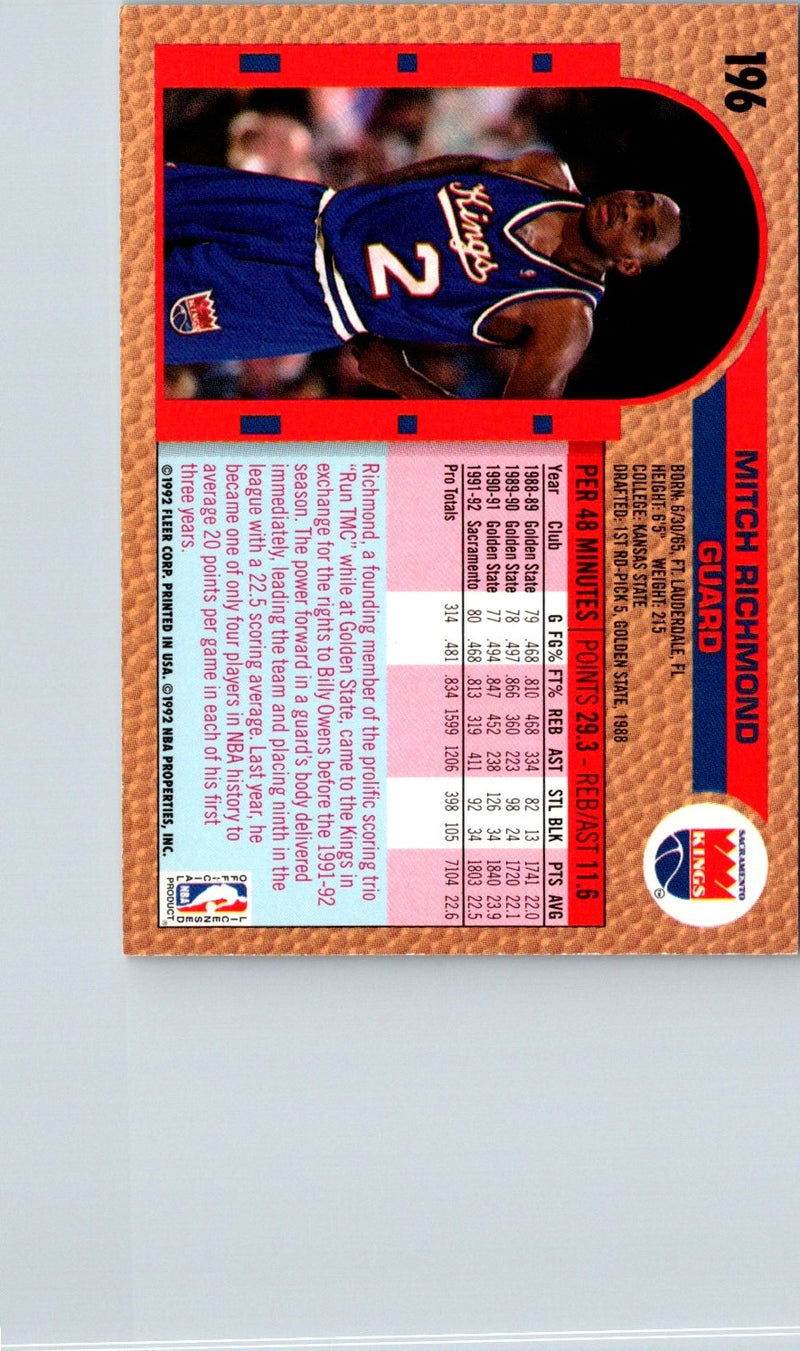 196
Kings
2
KINGS
MITCH RICHMOND
GUARD
BORN: 6/30/65, FT. LAUDERDALE, FL
HEIGHT: 6'5" WEIGHT: 215
COLLEGE: KANSAS STATE
DRAFTED: 1ST RD-PICK 5, GOLDEN STATE, 1988
SACRAMENTO
KINGS
PER 48 MINUTES POINTS 29.3 - REB/AST 11.6
Year Club G FG% FT% REB AST STL BLK PTS AVG
1988-89 Golden State 79 .468 .810 468 334 82 13 1741 22.0
1989-90 Golden State 78 .497 .866 360 223 98 24 1720 22.1
1990-91 Golden State 77 .494 .847 452 238 126 34 1840 23.9
1991-92 Sacramento 80 .468 .813 319 411 92 34 1803 22.5
Pro Totals 314 .481 .834 1599 1206 398 105 7104 22.6
Richmond, a founding member of the prolific scoring trio
"Run TMC" while at Golden State, came to the Kings in
exchange for the rights to Billy Owens before the 1991-92
season. The power forward in a guard's body delivered
immediately, leading the team and placing ninth in the
league with a 22.5 scoring average. Last year, he
became one of only four players in NBA history to
average 20 points per game in each of his first
three years.
©1992 FLEER CORP. PRINTED IN USA. ©1992 NBA PROPERTIES, INC.
OFFICIAL
LICENSED
NBA
PRODUCT